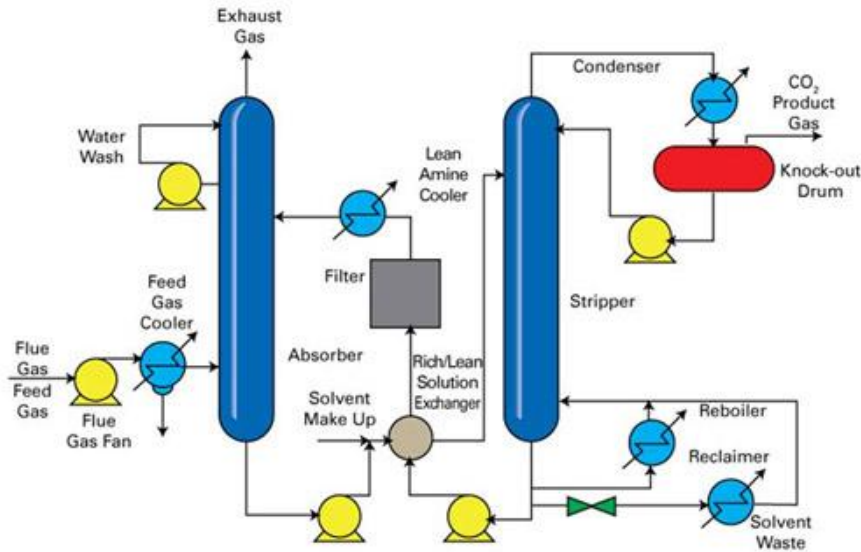 Exhaust
Gas
Condenser
CO₂
Product
Gas
Water
Wash
Lean
Amine
Cooler
Knock-out
Drum
Feed
Gas
Cooler
Filter
Stripper
Flue
Gas
Feed
Gas
Absorber
Rich/Lean
Solution
Exchanger
Solvent
Make Up
Flue
Gas Fan
Reboiler
Reclaimer
Solvent
Waste